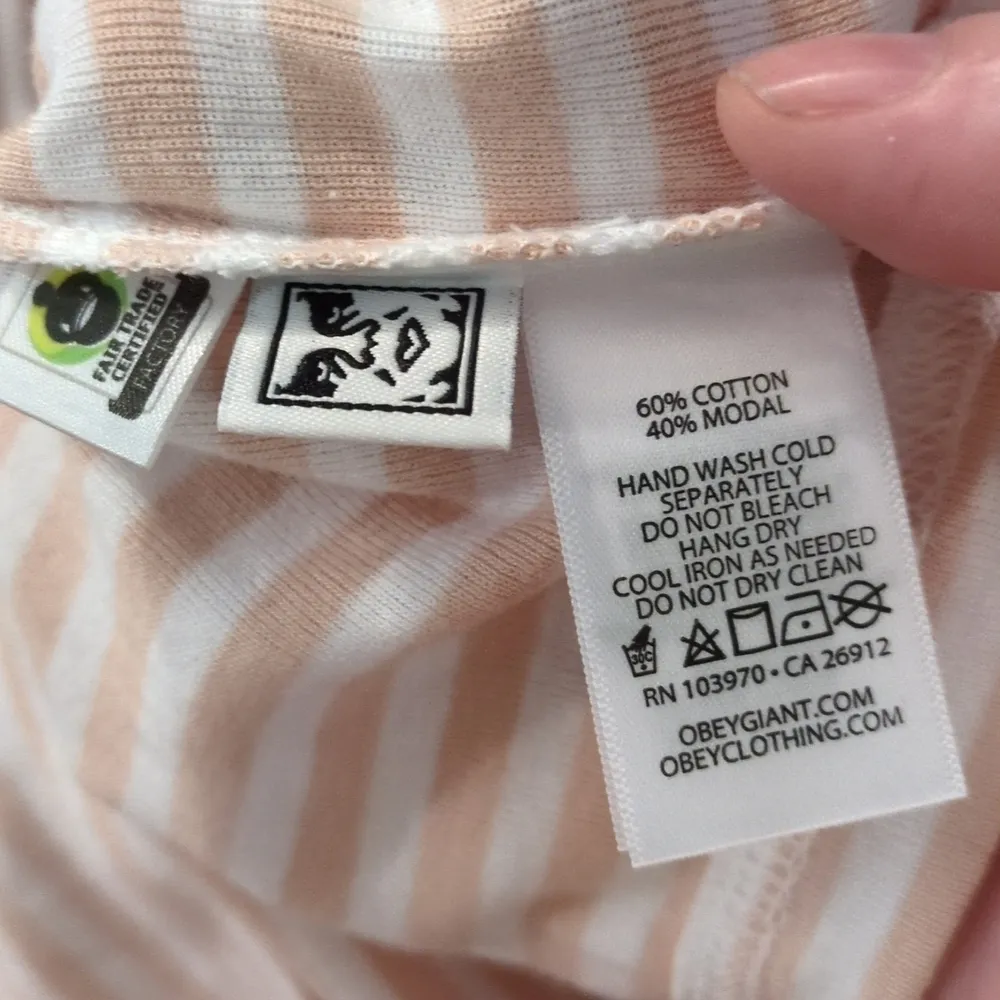 FAIR TRADE
CERTIFIED
FACTORY
60% COTTON
40% MODAL
HAND WASH COLD
SEPARATELY
DO NOT BLEACH
HANG DRY
COOL IRON AS NEEDED
DO NOT DRY CLEAN
30C
RN 103970 • CA 26912
OBEYGIANT.COM
OBEYCLOTHING.COM